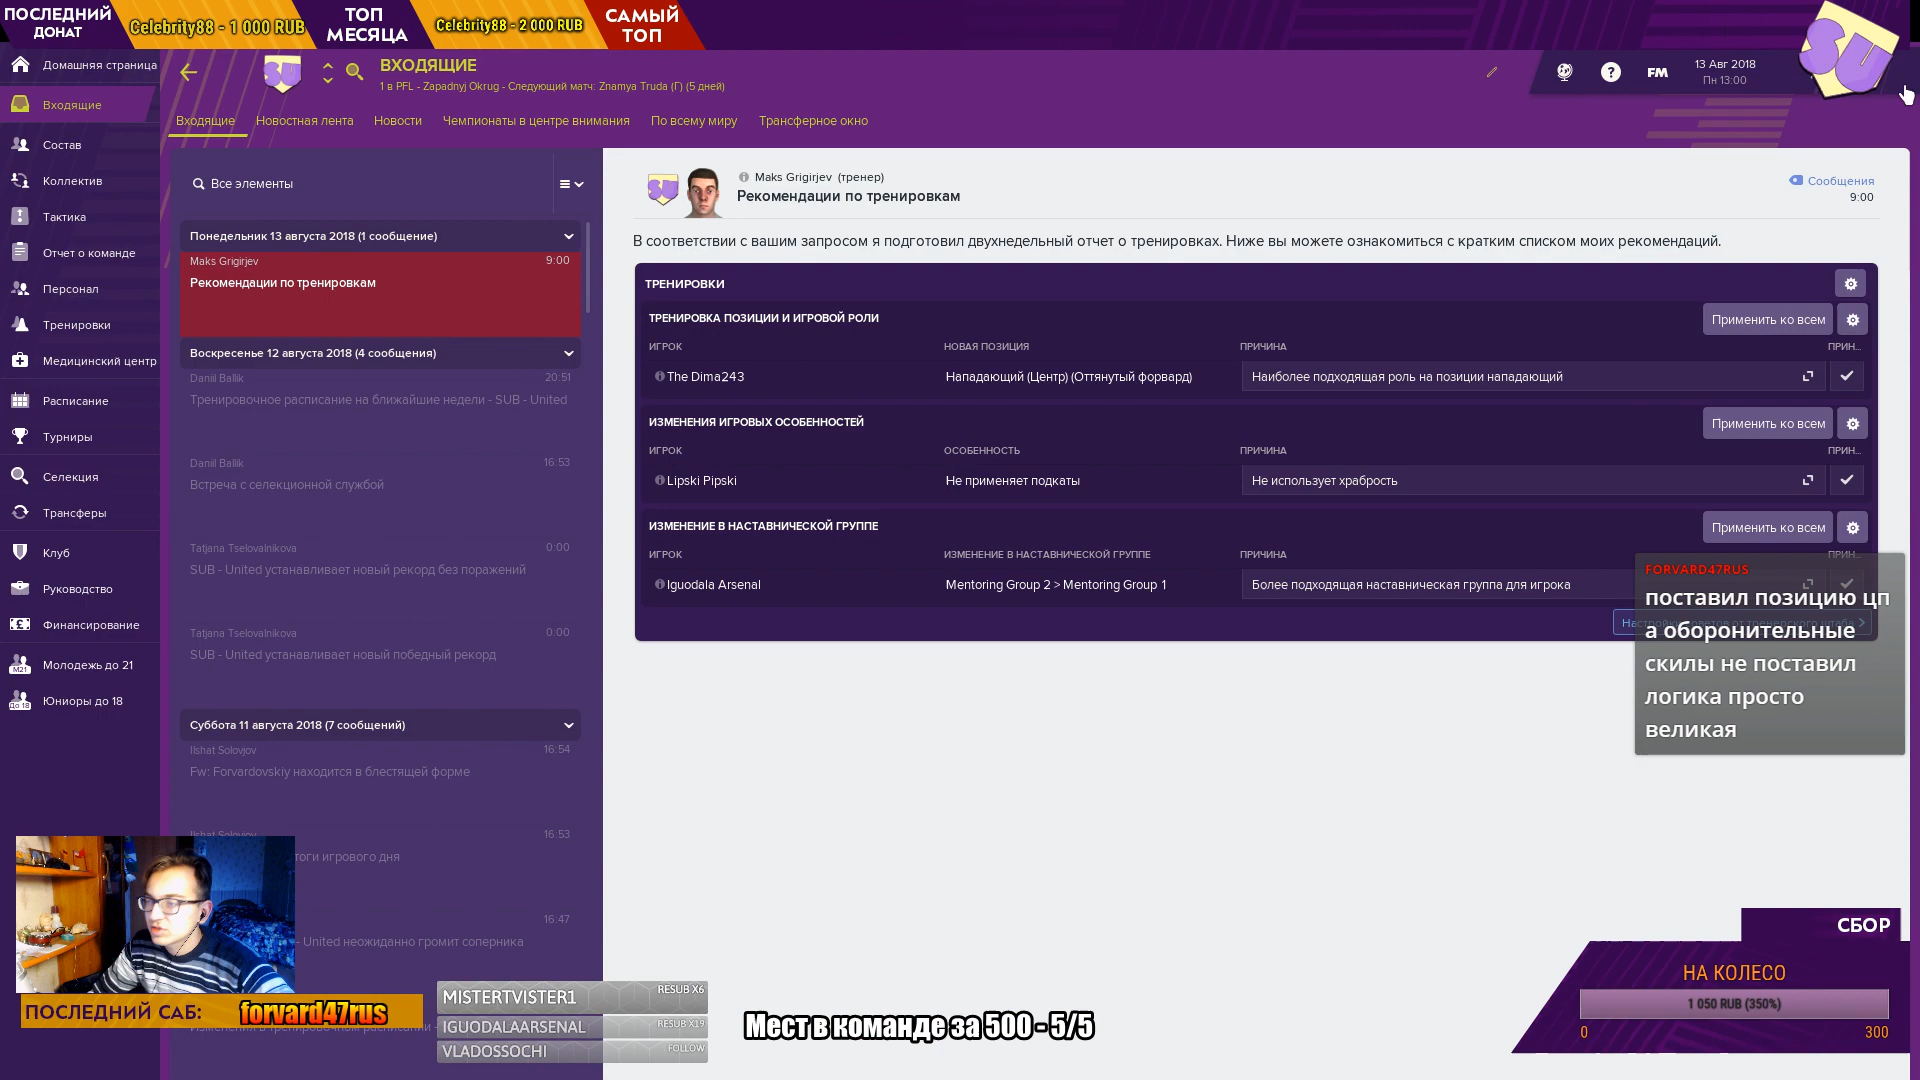 ПОСЛЕДНИЙ
ДОНАТ
Celebrity88 - 1 000 RUB
ТОП
МЕСЯЦА
Celebrity88 - 2 000 RUB
САМЫЙ
ТОП
Домашняя страница
Входящие
Состав
Коллектив
Тактика
Отчет о команде
Персонал
Тренировки
Медицинский центр
Расписание
Турниры
Селекция
Трансферы
Клуб
Руководство
Финансирование
Молодежь до 21
Юниоры до 18
SU
ВХОДЯЩИЕ
1 в PFL - Zapadnyj Okrug - Следующий матч: Znamya Truda (Г) (5 дней)
FM
13 Авг 2018
Пн 13:00
SU
Входящие
Новостная лента
Новости
Чемпионаты в центре внимания
По всему миру
Трансферное окно
Все элементы
Понедельник 13 августа 2018 (1 сообщение)
Maks Grigirjev 9:00
Рекомендации по тренировкам
Воскресенье 12 августа 2018 (4 сообщения)
Daniil Ballik 20:51
Тренировочное расписание на ближайшие недели - SUB - United
Daniil Ballik 16:53
Встреча с селекционной службой
Tatjana Tselovalnikova 0:00
SUB - United устанавливает новый рекорд без поражений
Tatjana Tselovalnikova 0:00
SUB - United устанавливает новый победный рекорд
Суббота 11 августа 2018 (7 сообщений)
Ilshat Solovjov 16:54
Fw: Forvardovskiy находится в блестящей форме
Ilshat Solovjov 16:53
тоги игрового дня
16:47
- United неожиданно громит соперника
SU
Maks Grigirjev (тренер)
Рекомендации по тренировкам
Сообщения
9:00
В соответствии с вашим запросом я подготовил двухнедельный отчет о тренировках. Ниже вы можете ознакомиться с кратким списком моих рекомендаций.
ТРЕНИРОВКИ
ТРЕНИРОВКА ПОЗИЦИИ И ИГРОВОЙ РОЛИ
Применить ко всем
ИГРОК НОВАЯ ПОЗИЦИЯ ПРИЧИНА ПРИН...
The Dima243 Нападающий (Центр) (Оттянутый форвард) Наиболее подходящая роль на позиции нападающий
ИЗМЕНЕНИЯ ИГРОВЫХ ОСОБЕННОСТЕЙ
Применить ко всем
ИГРОК ОСОБЕННОСТЬ ПРИЧИНА ПРИН...
Lipski Pipski Не применяет подкаты Не использует храбрость
ИЗМЕНЕНИЕ В НАСТАВНИЧЕСКОЙ ГРУППЕ
Применить ко всем
ИГРОК ИЗМЕНЕНИЕ В НАСТАВНИЧЕСКОЙ ГРУППЕ ПРИЧИНА ПРИН...
Iguodala Arsenal Mentoring Group 2 > Mentoring Group 1 Более подходящая наставническая группа для игрока
FORVARD47RUS
поставил позицию цп
а оборонительные
скилы не поставил
логика просто
великая
ПОСЛЕДНИЙ САБ: forvard47rus
MISTERTVISTER1 RESUB X6
IGUODALAARSENAL RESUB X19
VLADOSSOCHI FOLLOW
Мест в команде за 500 - 5/5
СБОР
НА КОЛЕСО
1 050 RUB (350%)
0 300